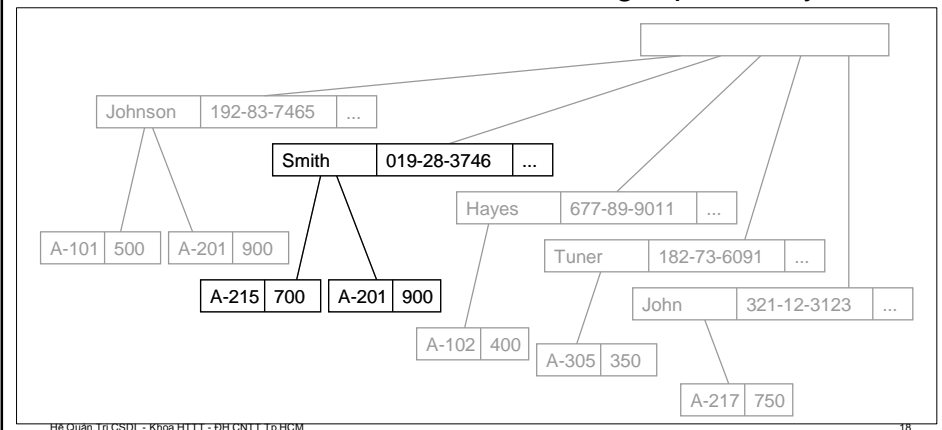 Johnson 192-83-7465 ...
Smith 019-28-3746 ...
Hayes 677-89-9011 ...
A-101 500 A-201 900
Tuner 182-73-6091 ...
A-215 700 A-201 900
John 321-12-3123 ...
A-102 400
A-305 350
A-217 750
Hệ Quản Trị CSDL - Khoa HTTT - ĐH CNTT Tp HCM 18